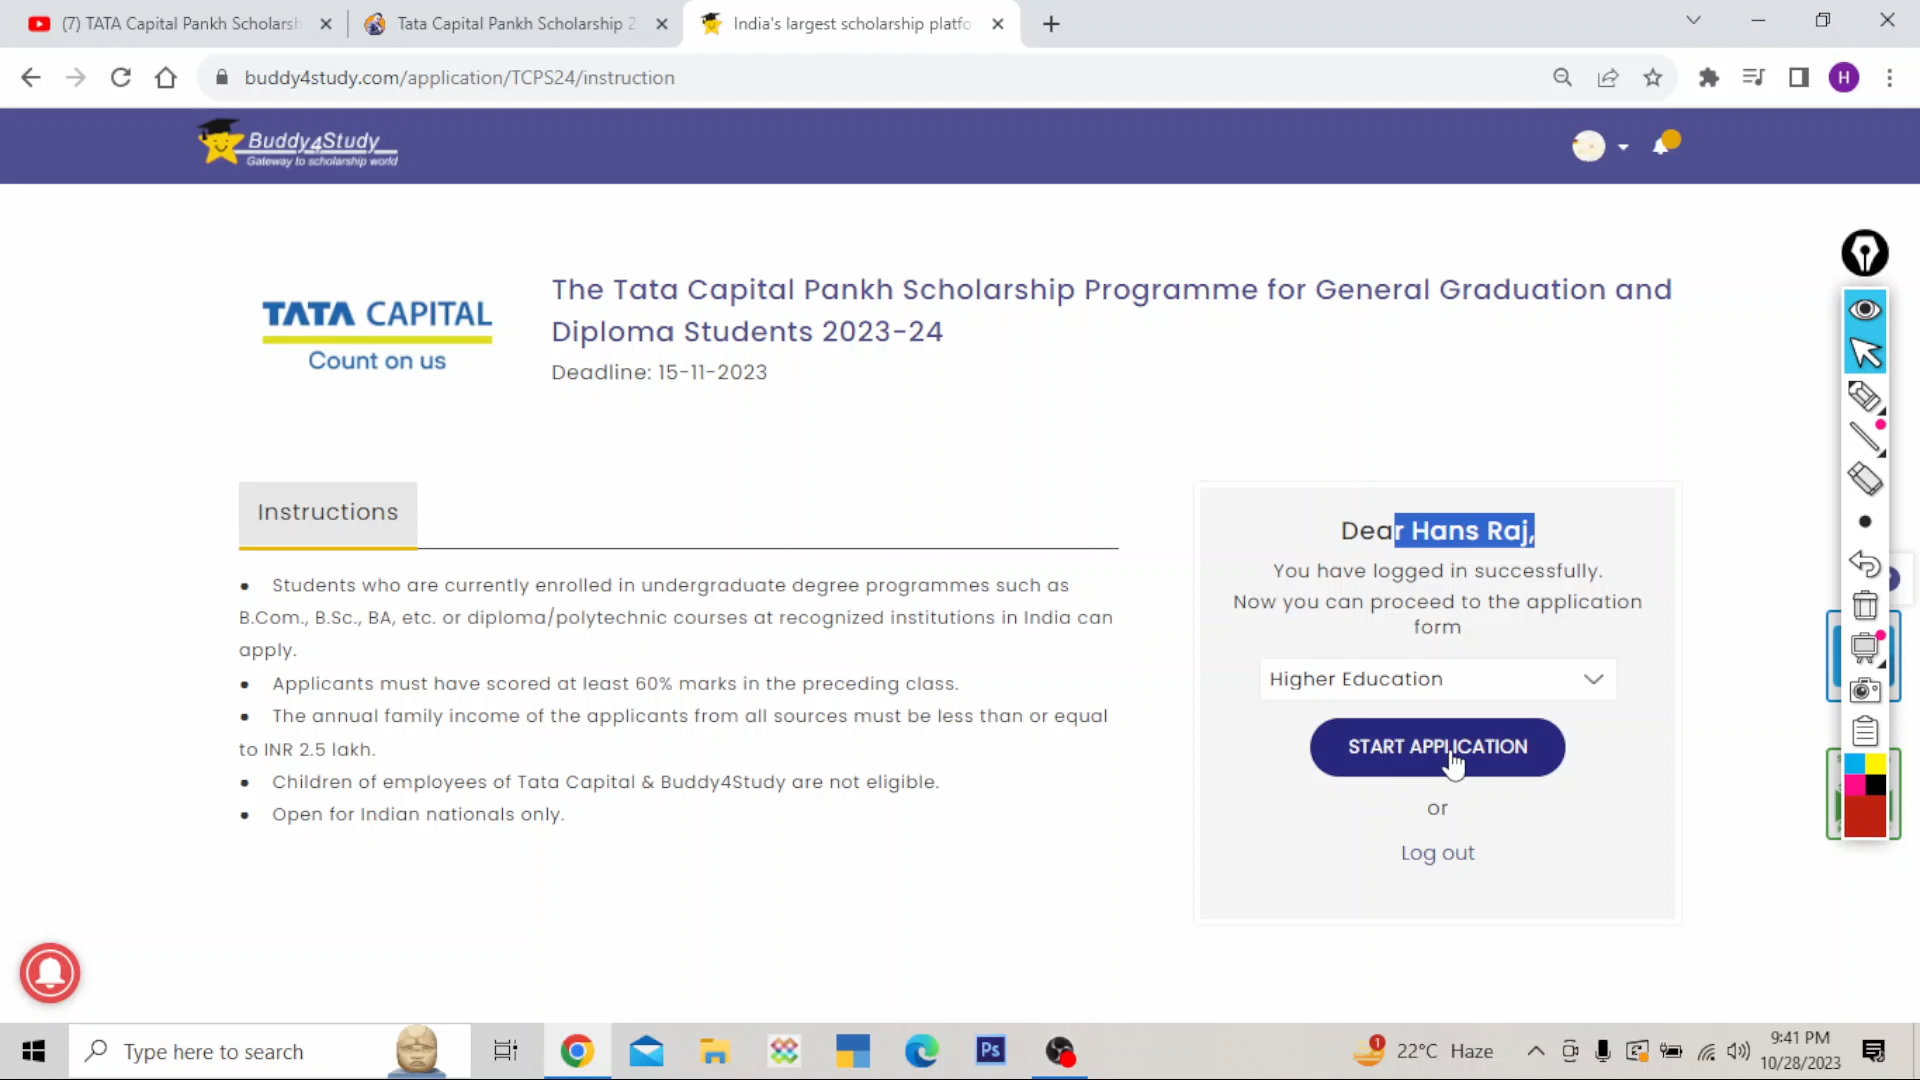 (7) TATA Capital Pankh Scholarsh
Tata Capital Pankh Scholarship 2
India's largest scholarship platfo
buddy4study.com/application/TCPS24/instruction
H
Buddy4Study
Gateway to scholarship world
TATA CAPITAL
Count on us
The Tata Capital Pankh Scholarship Programme for General Graduation and
Diploma Students 2023-24
Deadline: 15-11-2023
Instructions
• Students who are currently enrolled in undergraduate degree programmes such as
B.Com., B.Sc., BA, etc. or diploma/polytechnic courses at recognized institutions in India can
apply.
• Applicants must have scored at least 60% marks in the preceding class.
• The annual family income of the applicants from all sources must be less than or equal
to INR 2.5 lakh.
• Children of employees of Tata Capital & Buddy4Study are not eligible.
• Open for Indian nationals only.
Dear Hans Raj,
You have logged in successfully.
Now you can proceed to the application
form
Higher Education
START APPLICATION
or
Log out
Type here to search
Ps
1
22°C Haze
9:41 PM
10/28/2023